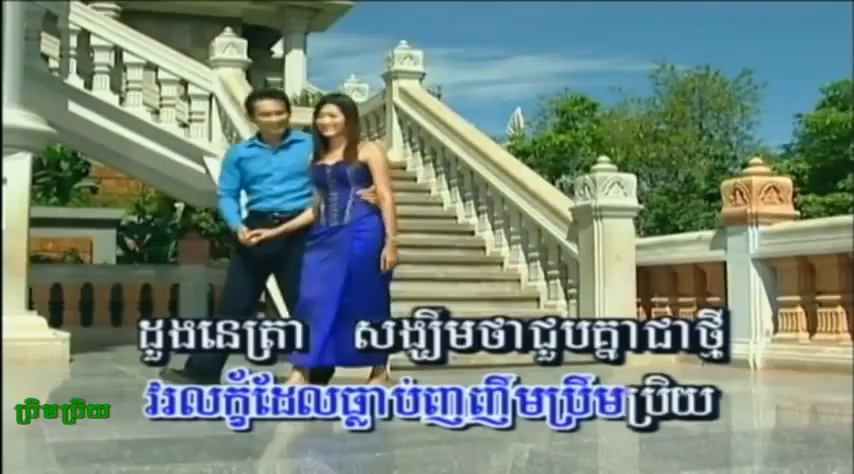 ដួងនេត្រា សង្ឃឹមថាជួបគ្នាជាថ្មី
វរលក្ខ័ដែលធ្លាប់ញញឹមប្រឹមប្រិយ
ប្រឹមប្រិយ